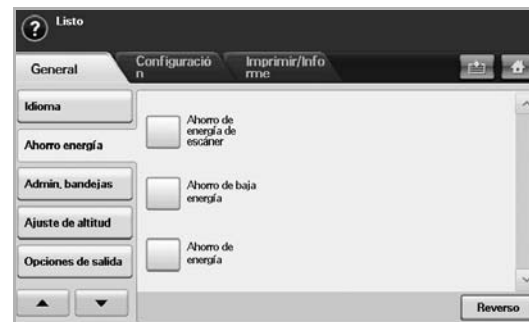 Listo
General
Configuració
n
Imprimir/Info
rme
Idioma
Ahorro energía
Admin. bandejas
Ajuste de altitud
Opciones de salida
Ahorro de
energía de
escáner
Ahorro de baja
energía
Ahorro de
energía
Reverso